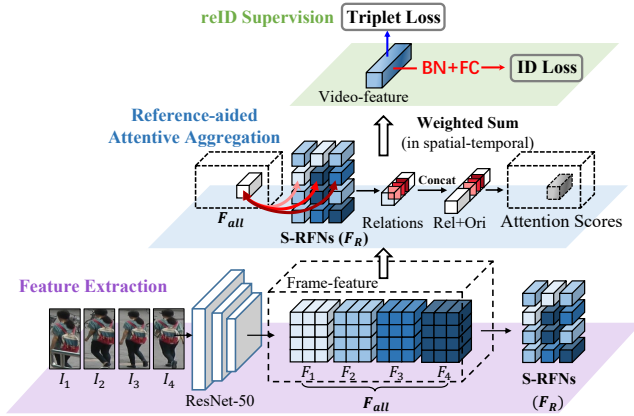 reID Supervision
Triplet Loss
BN+FC
ID Loss
Video-feature
Reference-aided
Attentive Aggregation
Weighted Sum
(in spatial-temporal)
F_all
S-RFNs (F_R)
Relations
Concat
Rel+Ori
Attention Scores
Feature Extraction
Frame-feature
I_1
I_2
I_3
I_4
ResNet-50
F_1
F_2
F_3
F_4
F_all
S-RFNs
(F_R)